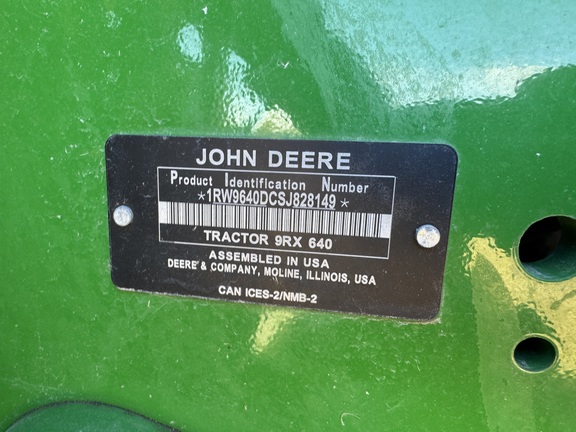 JOHN DEERE
Product Identification Number
*1RW9640DCSJ828149*
TRACTOR 9RX 640
ASSEMBLED IN USA
DEERE & COMPANY, MOLINE, ILLINOIS, USA
CAN ICES-2/NMB-2